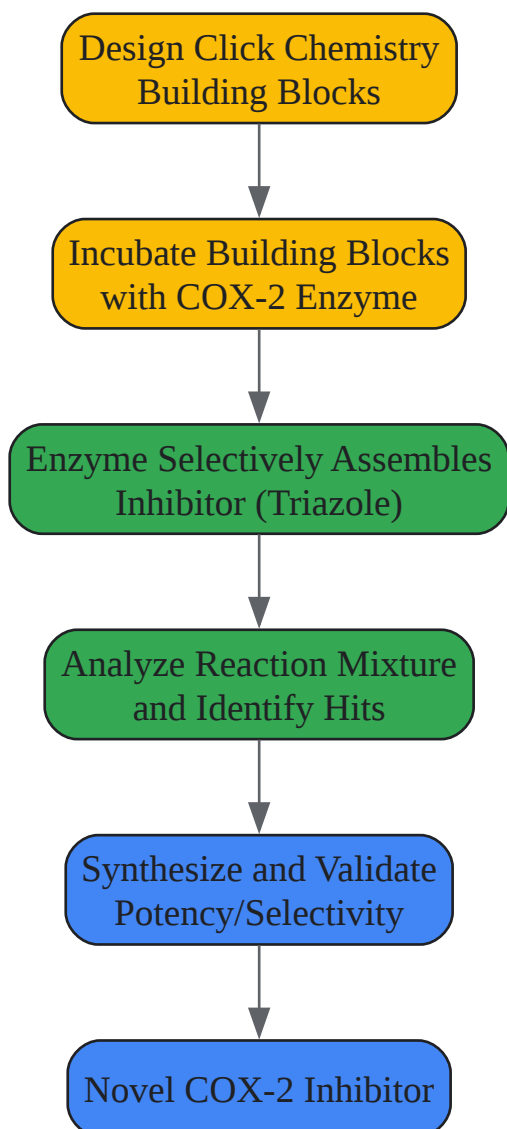 Design Click Chemistry
Building Blocks
Incubate Building Blocks
with COX-2 Enzyme
Enzyme Selectively Assembles
Inhibitor (Triazole)
Analyze Reaction Mixture
and Identify Hits
Synthesize and Validate
Potency/Selectivity
Novel COX-2 Inhibitor